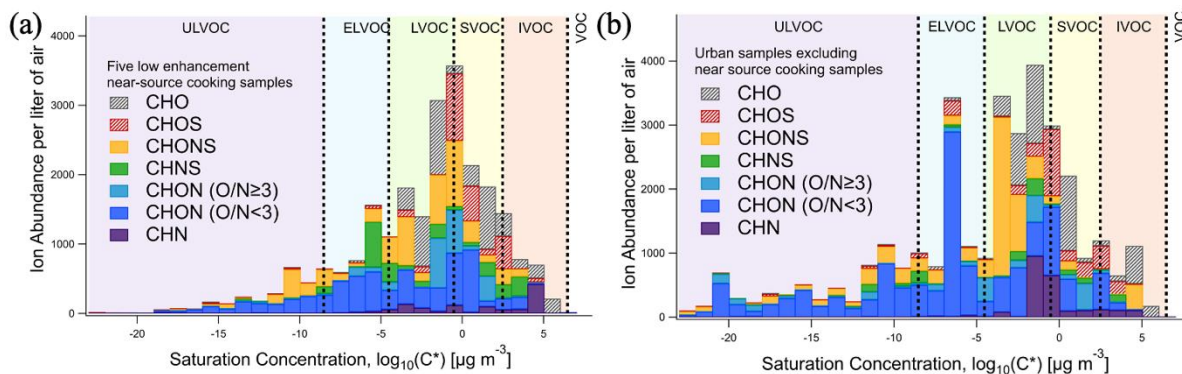 (a)
ULVOC ELVOC LVOC SVOC IVOC VOC
4000
3000
2000
1000
0
Ion Abundance per liter of air
Five low enhancement
near-source cooking samples
CHO
CHOS
CHONS
CHNS
CHON (O/N≥3)
CHON (O/N<3)
CHN
-20 -15 -10 -5 0 5
Saturation Concentration, log10(C*) [µg m-3]
(b)
ULVOC ELVOC LVOC SVOC IVOC VOC
4000
3000
2000
1000
0
Ion Abundance per liter of air
Urban samples excluding
near source cooking samples
CHO
CHOS
CHONS
CHNS
CHON (O/N≥3)
CHON (O/N<3)
CHN
-20 -15 -10 -5 0 5
Saturation Concentration, log10(C*) [µg m-3]